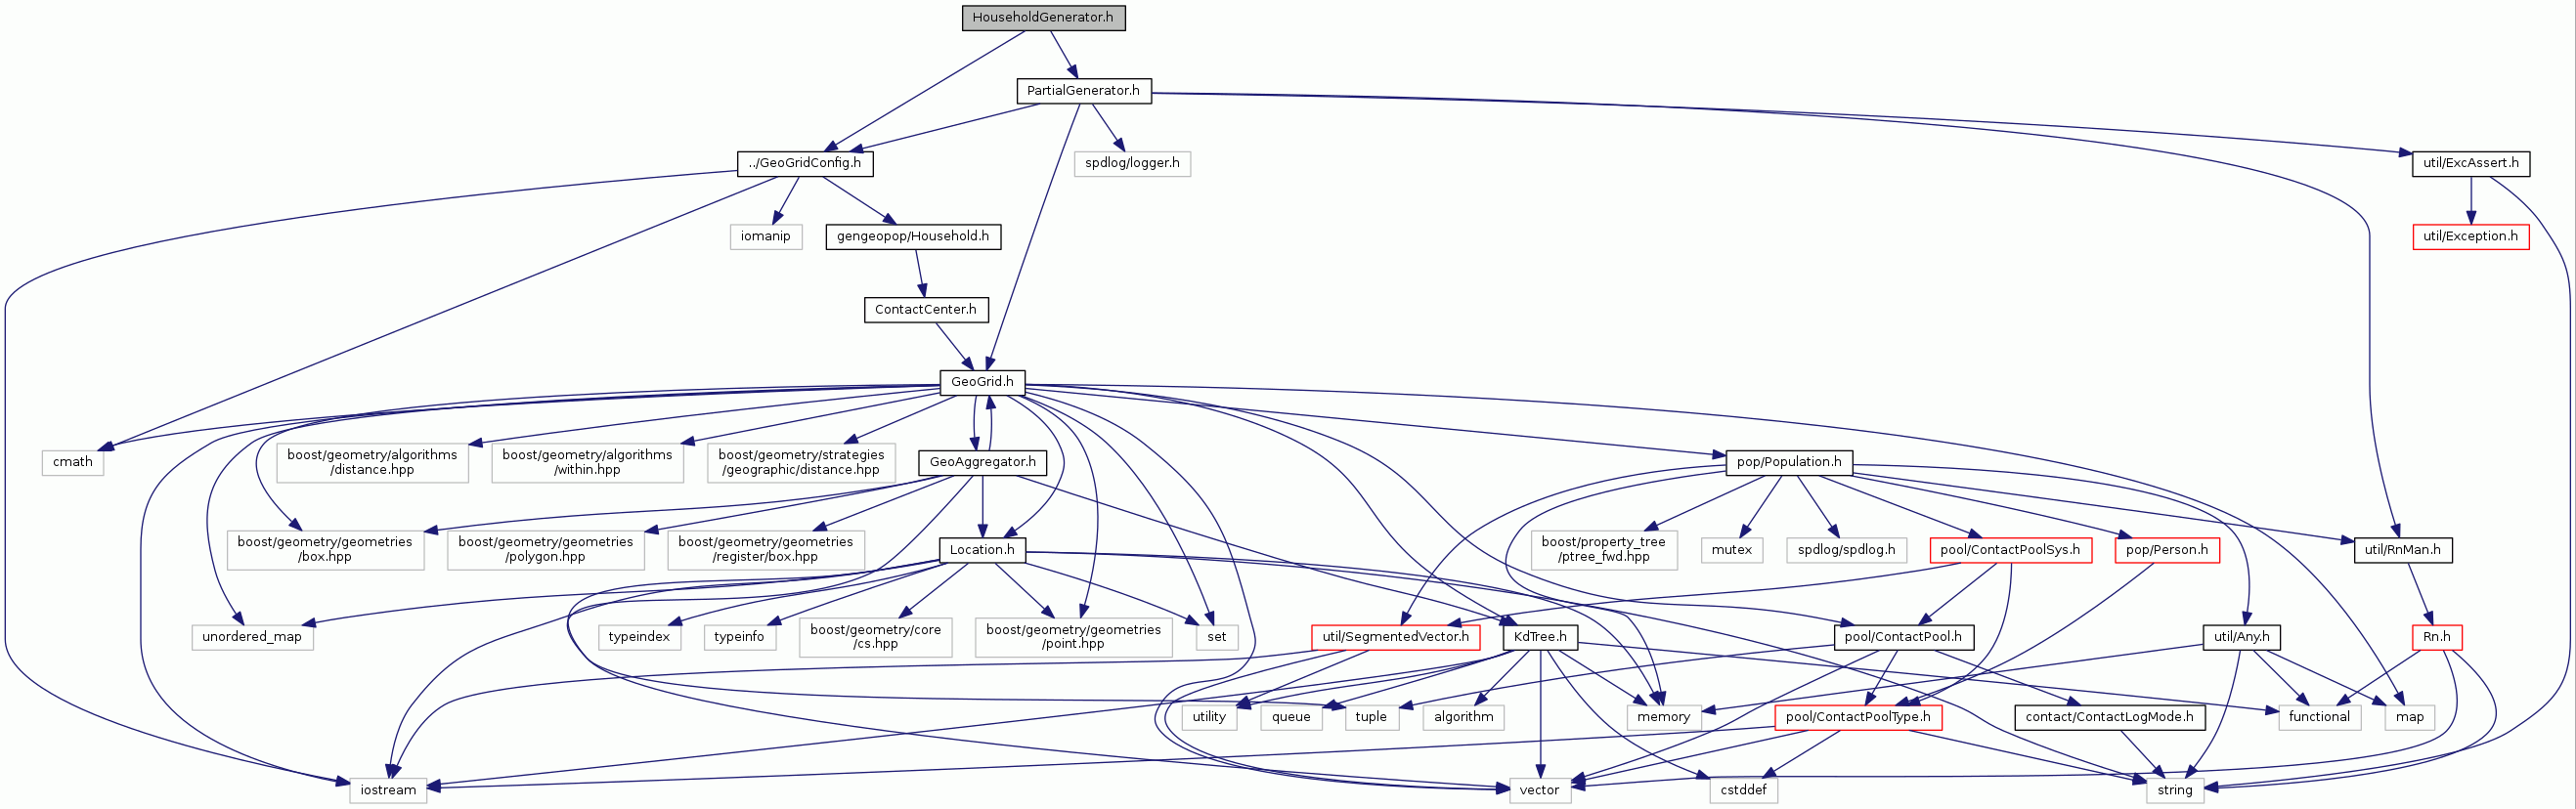 HouseholdGenerator.h
PartialGenerator.h
../GeoGridConfig.h
spdlog/logger.h
util/ExcAssert.h
iomanip
gengeopop/Household.h
util/Exception.h
ContactCenter.h
GeoGrid.h
cmath
boost/geometry/algorithms
/distance.hpp
boost/geometry/algorithms
/within.hpp
boost/geometry/strategies
/geographic/distance.hpp
GeoAggregator.h
pop/Population.h
boost/geometry/geometries
/box.hpp
boost/geometry/geometries
/polygon.hpp
boost/geometry/geometries
/register/box.hpp
Location.h
boost/property_tree
/ptree_fwd.hpp
mutex
spdlog/spdlog.h
pool/ContactPoolSys.h
pop/Person.h
util/RnMan.h
unordered_map
typeindex
typeinfo
boost/geometry/core
/cs.hpp
boost/geometry/geometries
/point.hpp
set
util/SegmentedVector.h
KdTree.h
pool/ContactPool.h
util/Any.h
Rn.h
utility
queue
tuple
algorithm
memory
pool/ContactPoolType.h
contact/ContactLogMode.h
functional
map
iostream
vector
cstddef
string